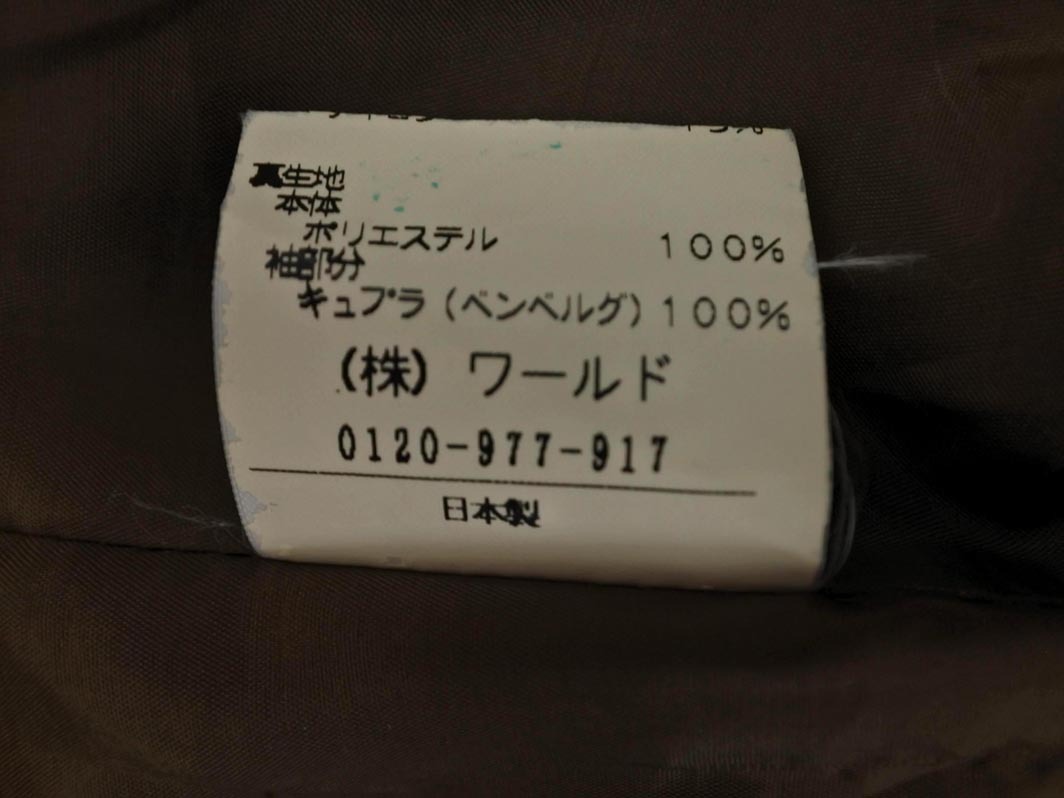 裏生地
本体
ポリエステル 100%
袖部分
キュプラ(ベンベルグ)100%
(株) ワールド
0120-977-917
日本製